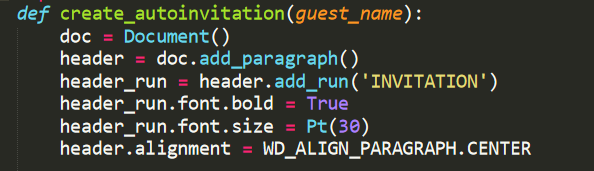 def create_autoinvitation(guest_name):
    doc = Document()
    header = doc.add_paragraph()
    header_run = header.add_run('INVITATION')
    header_run.font.bold = True
    header_run.font.size = Pt(30)
    header.alignment = WD_ALIGN_PARAGRAPH.CENTER